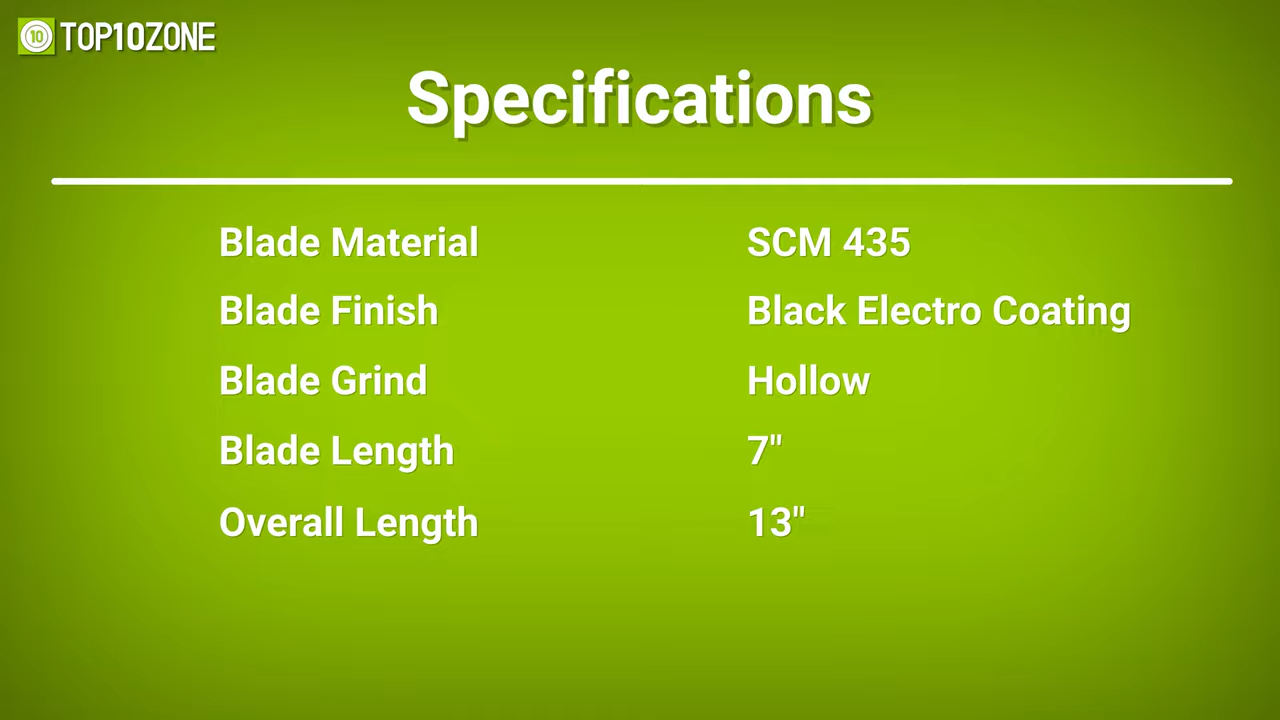 10 TOP10ZONE
Specifications
Blade Material SCM 435
Blade Finish Black Electro Coating
Blade Grind Hollow
Blade Length 7"
Overall Length 13"